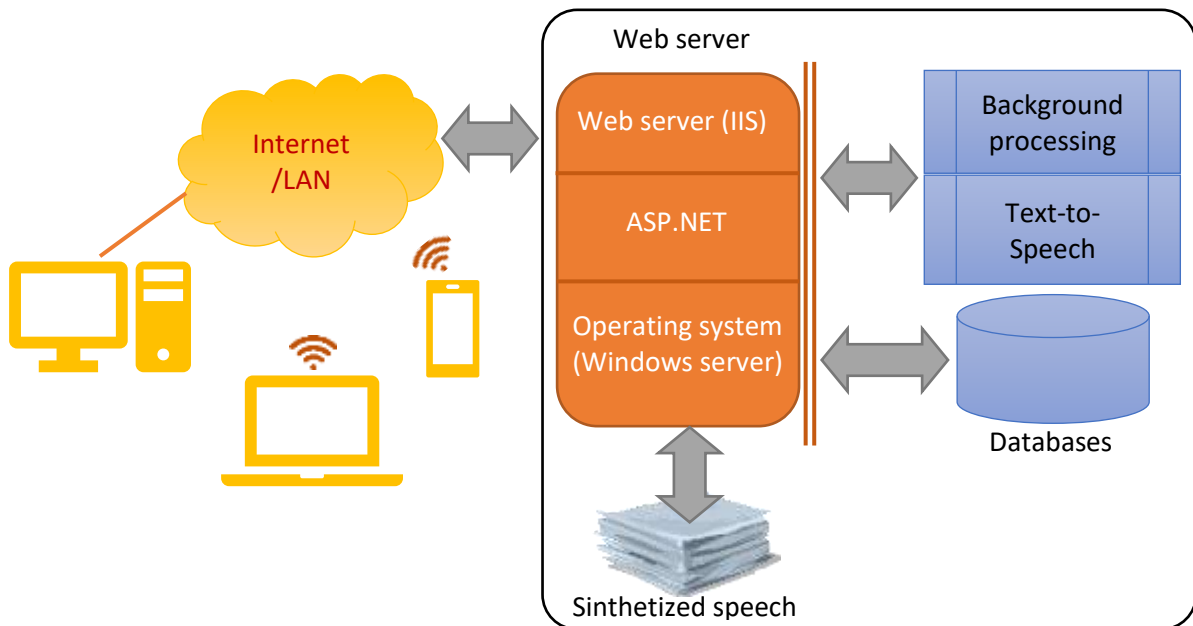 Web server
Internet
/LAN
Web server (IIS)
ASP.NET
Operating system
(Windows server)
Background
processing
Text-to-
Speech
Databases
Sinthetized speech